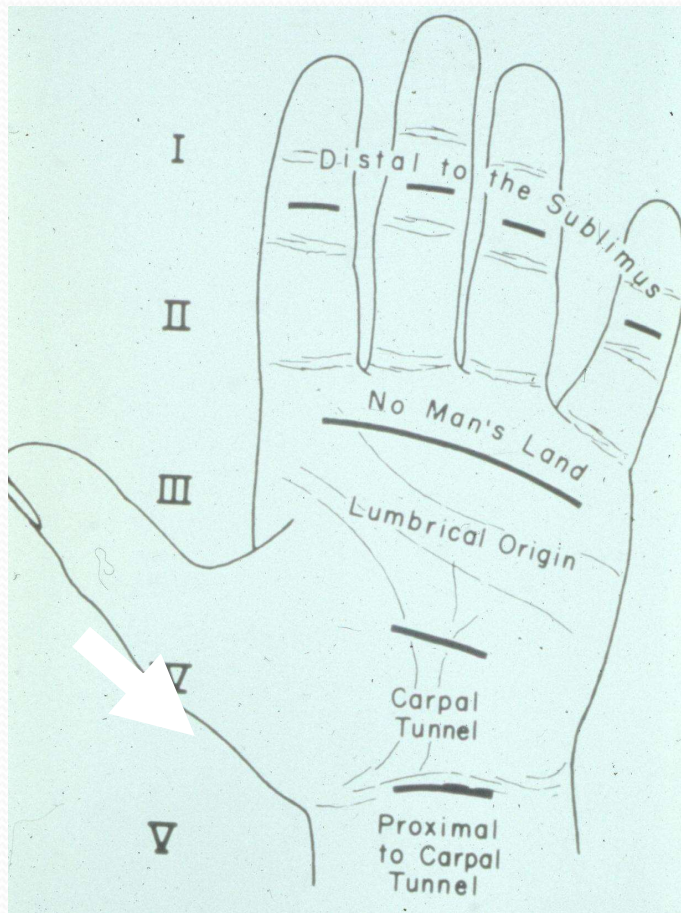 I
Distal to the Sublimus
II
No Man's Land
III
Lumbrical Origin
Carpal
Tunnel
V
Proximal
to Carpal
Tunnel